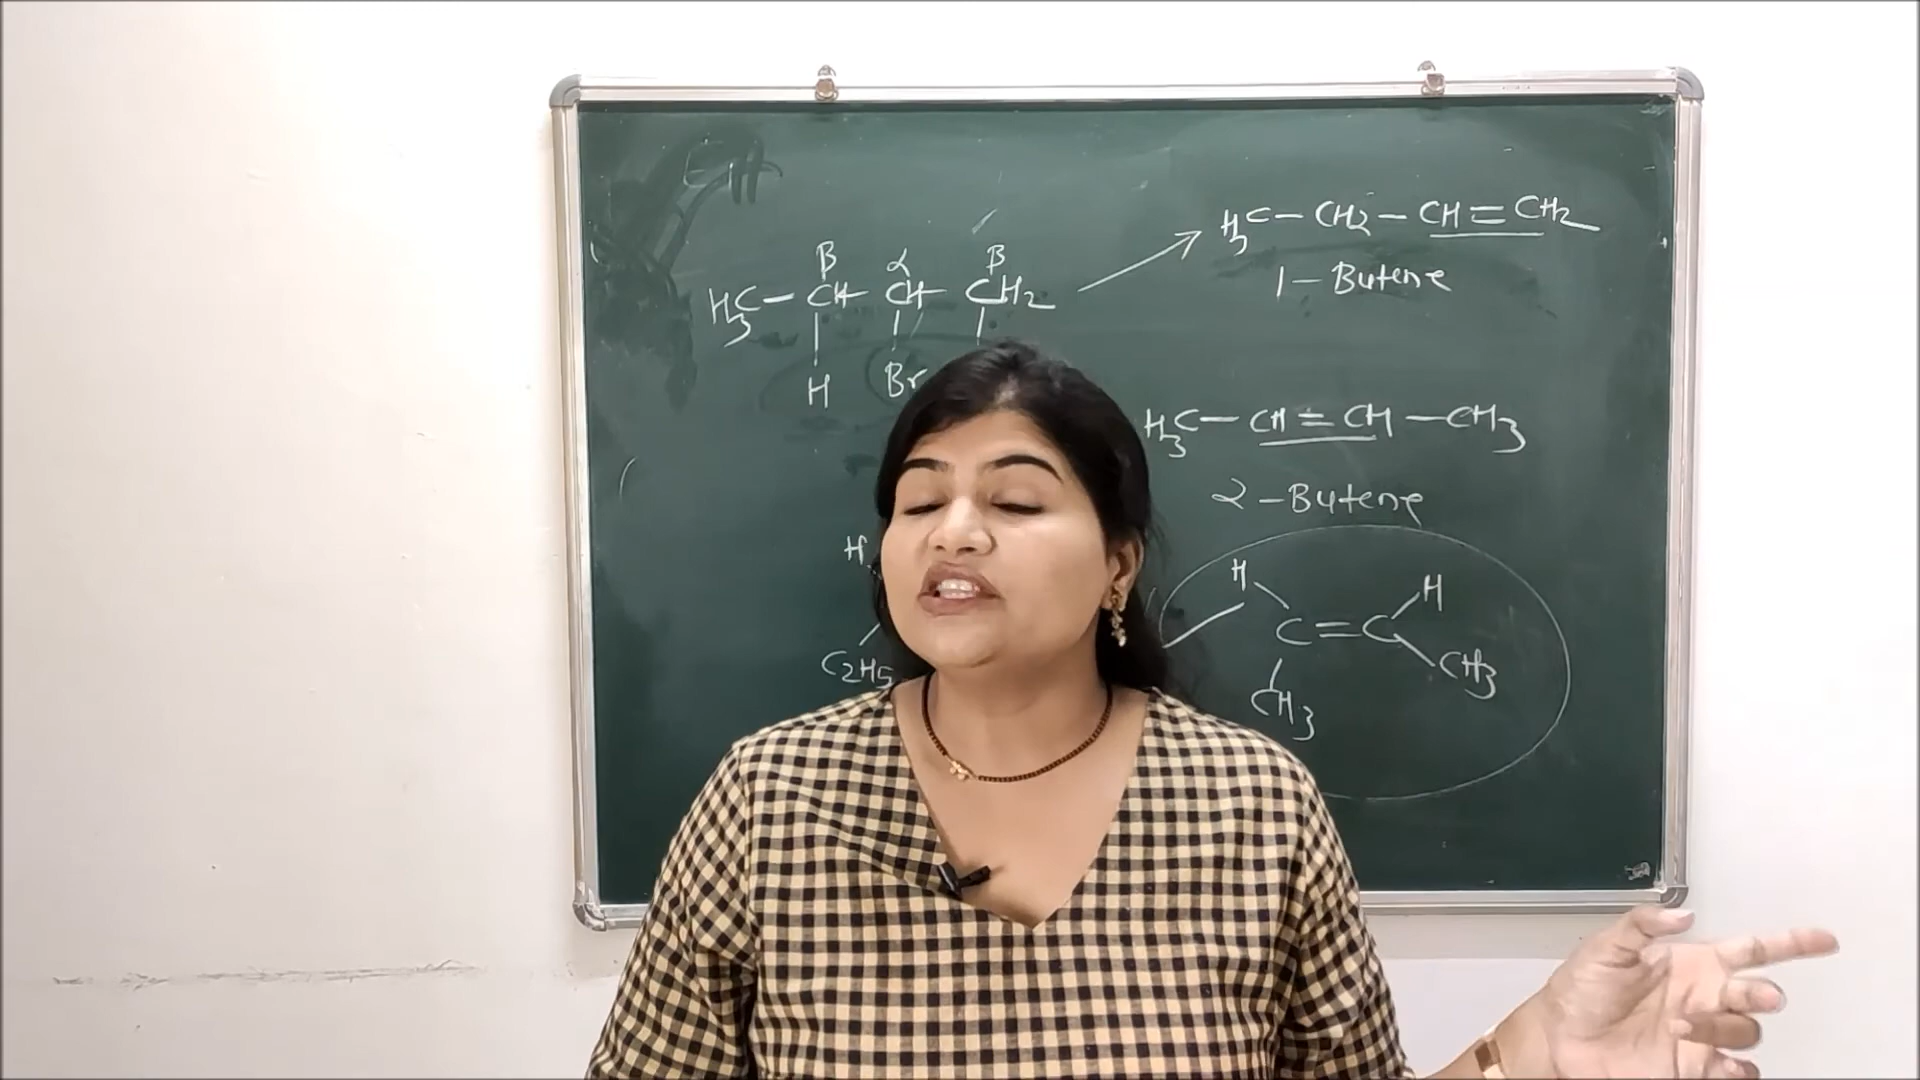 β α β
H3C – CH – CH – CH2
H Br
H3C – CH2 – CH = CH2
1 – Butene
H3C – CH = CH – CH3
2 – Butene
H
C2H5
H H
C = C
CH3 CH3